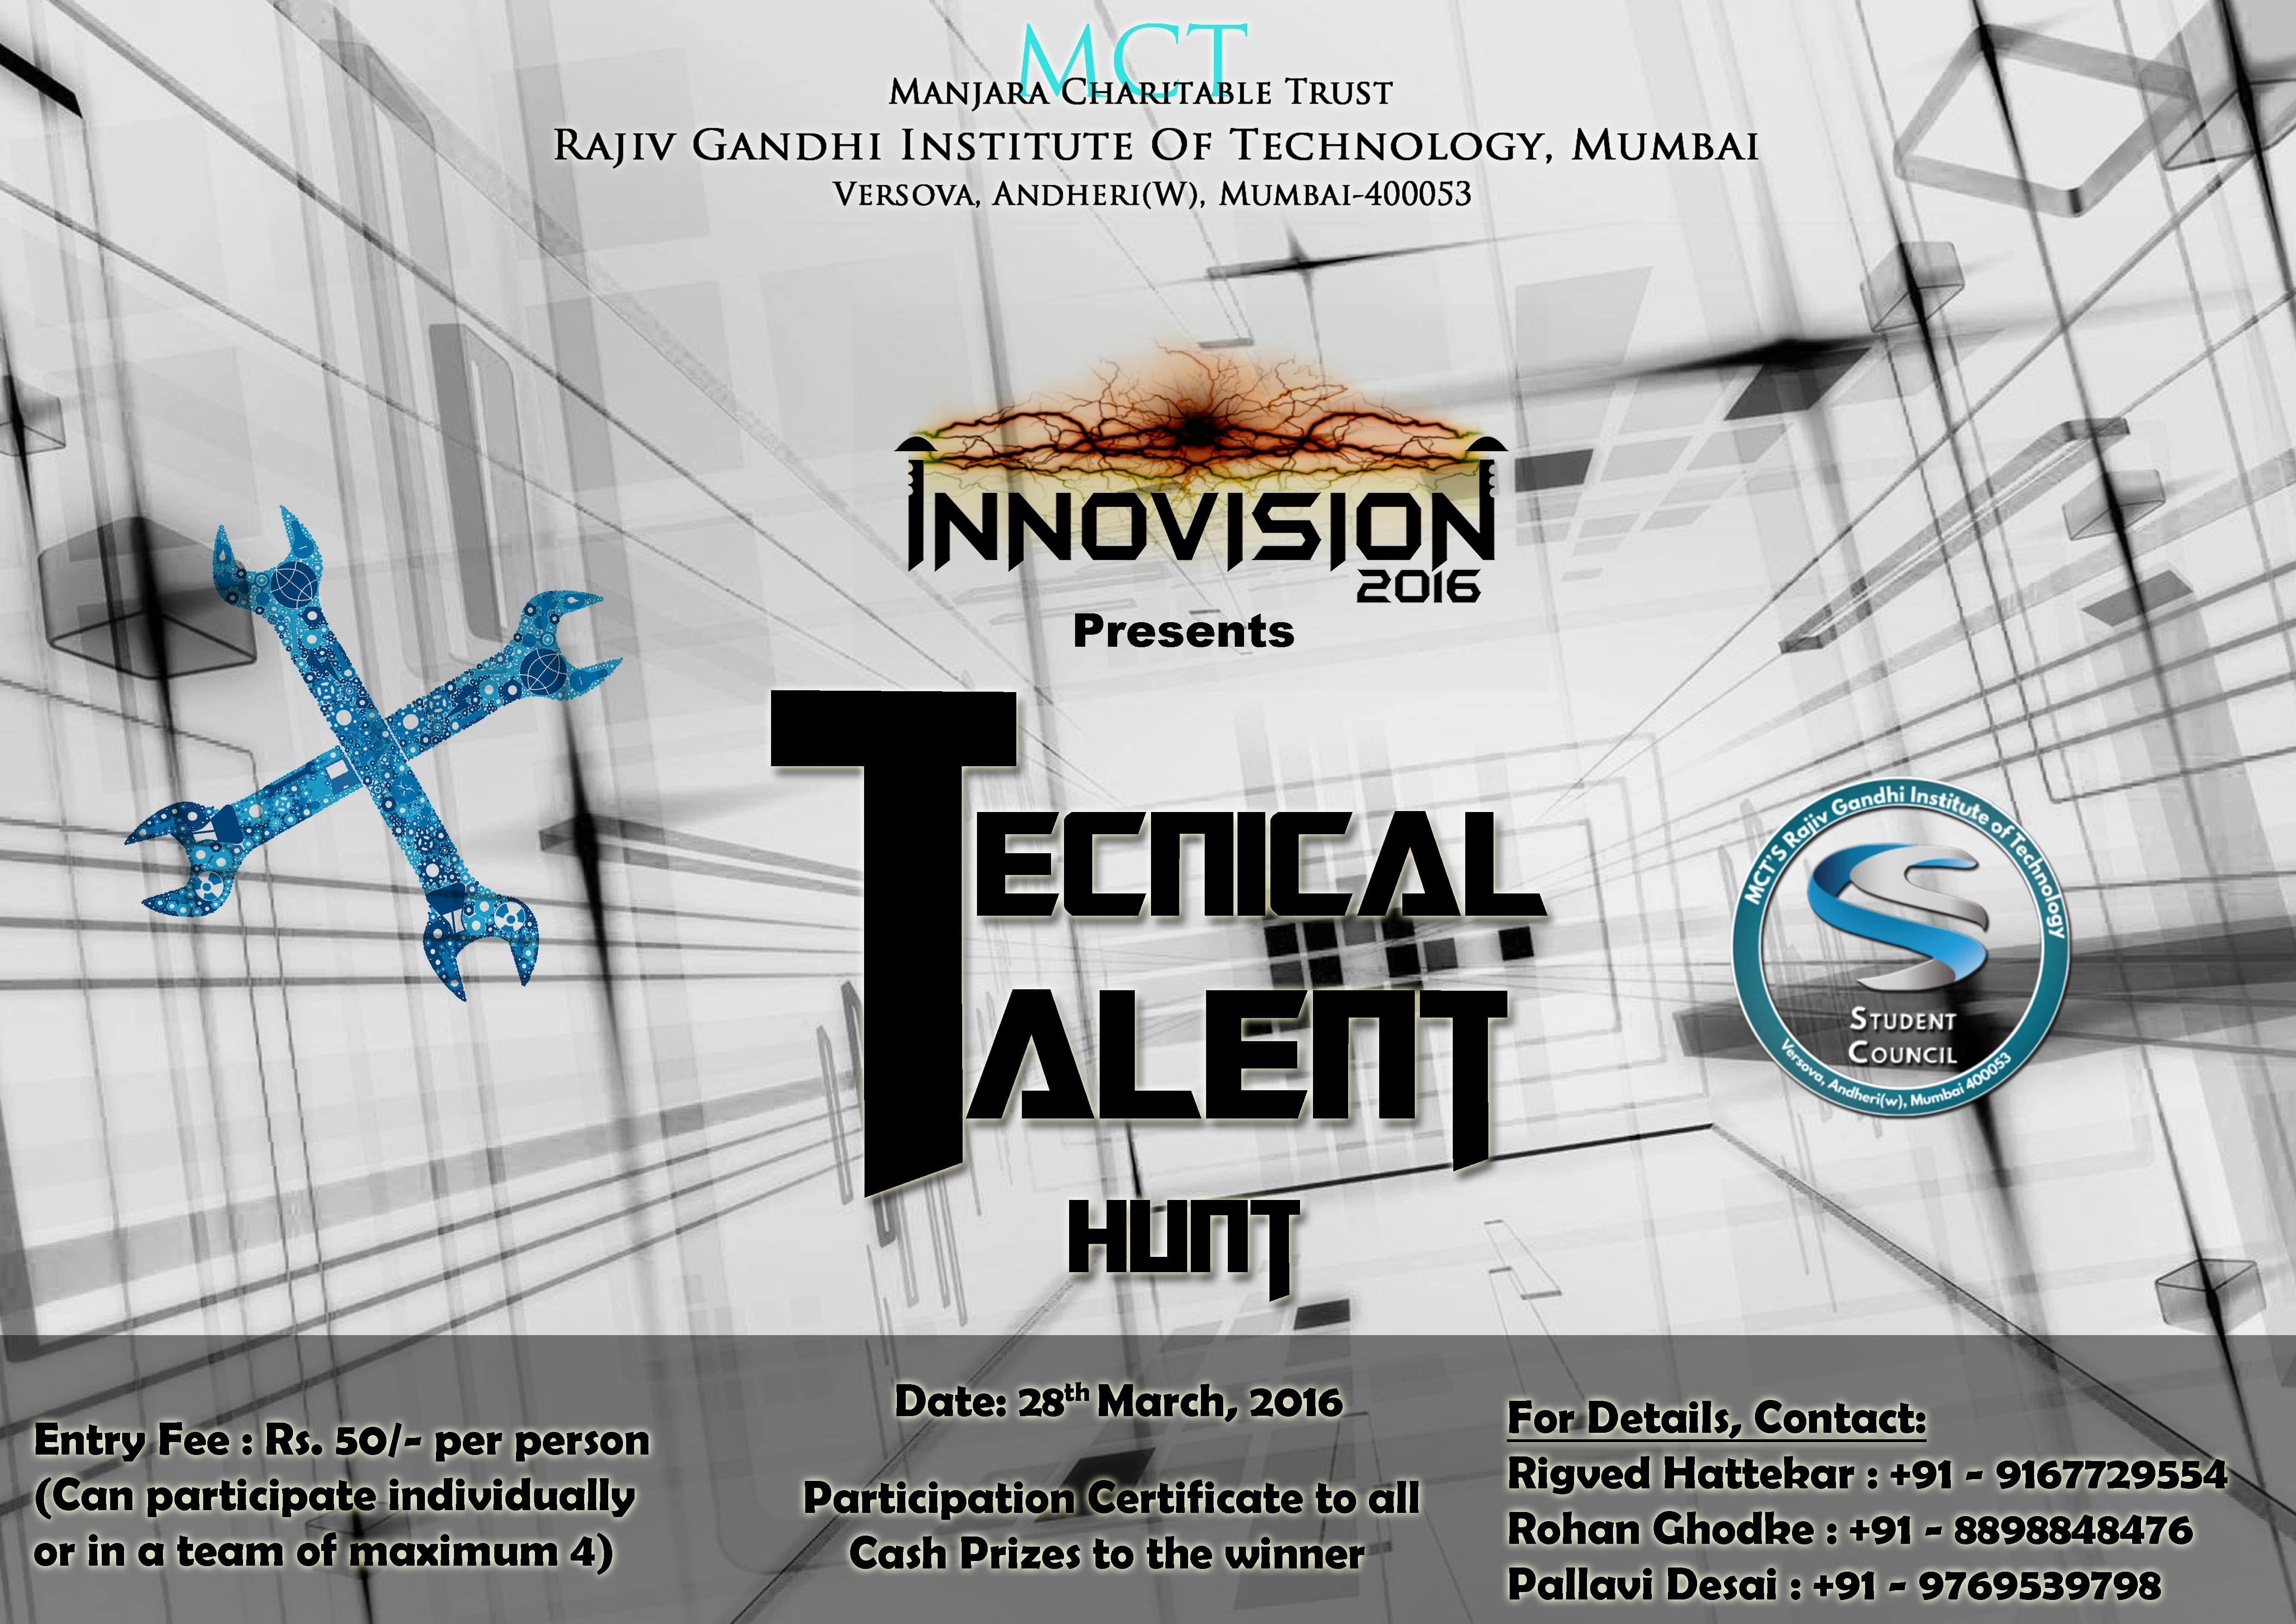 MCT
MANJARA CHARITABLE TRUST
RAJIV GANDHI INSTITUTE OF TECHNOLOGY, MUMBAI
VERSOVA, ANDHERI(W), MUMBAI-400053
INNOVISION
2016
Presents
TECNICAL
TALENT
HUNT
MCT'S Rajiv Gandhi Institute of Technology
STUDENT
COUNCIL
Versova, Andheri(w), Mumbai 400053
Entry Fee : Rs. 50/- per person
(Can participate individually
or in a team of maximum 4)
Date: 28th March, 2016
Participation Certificate to all
Cash Prizes to the winner
For Details, Contact:
Rigved Hattekar : +91 - 9167729554
Rohan Ghodke : +91 - 8898848476
Pallavi Desai : +91 - 9769539798